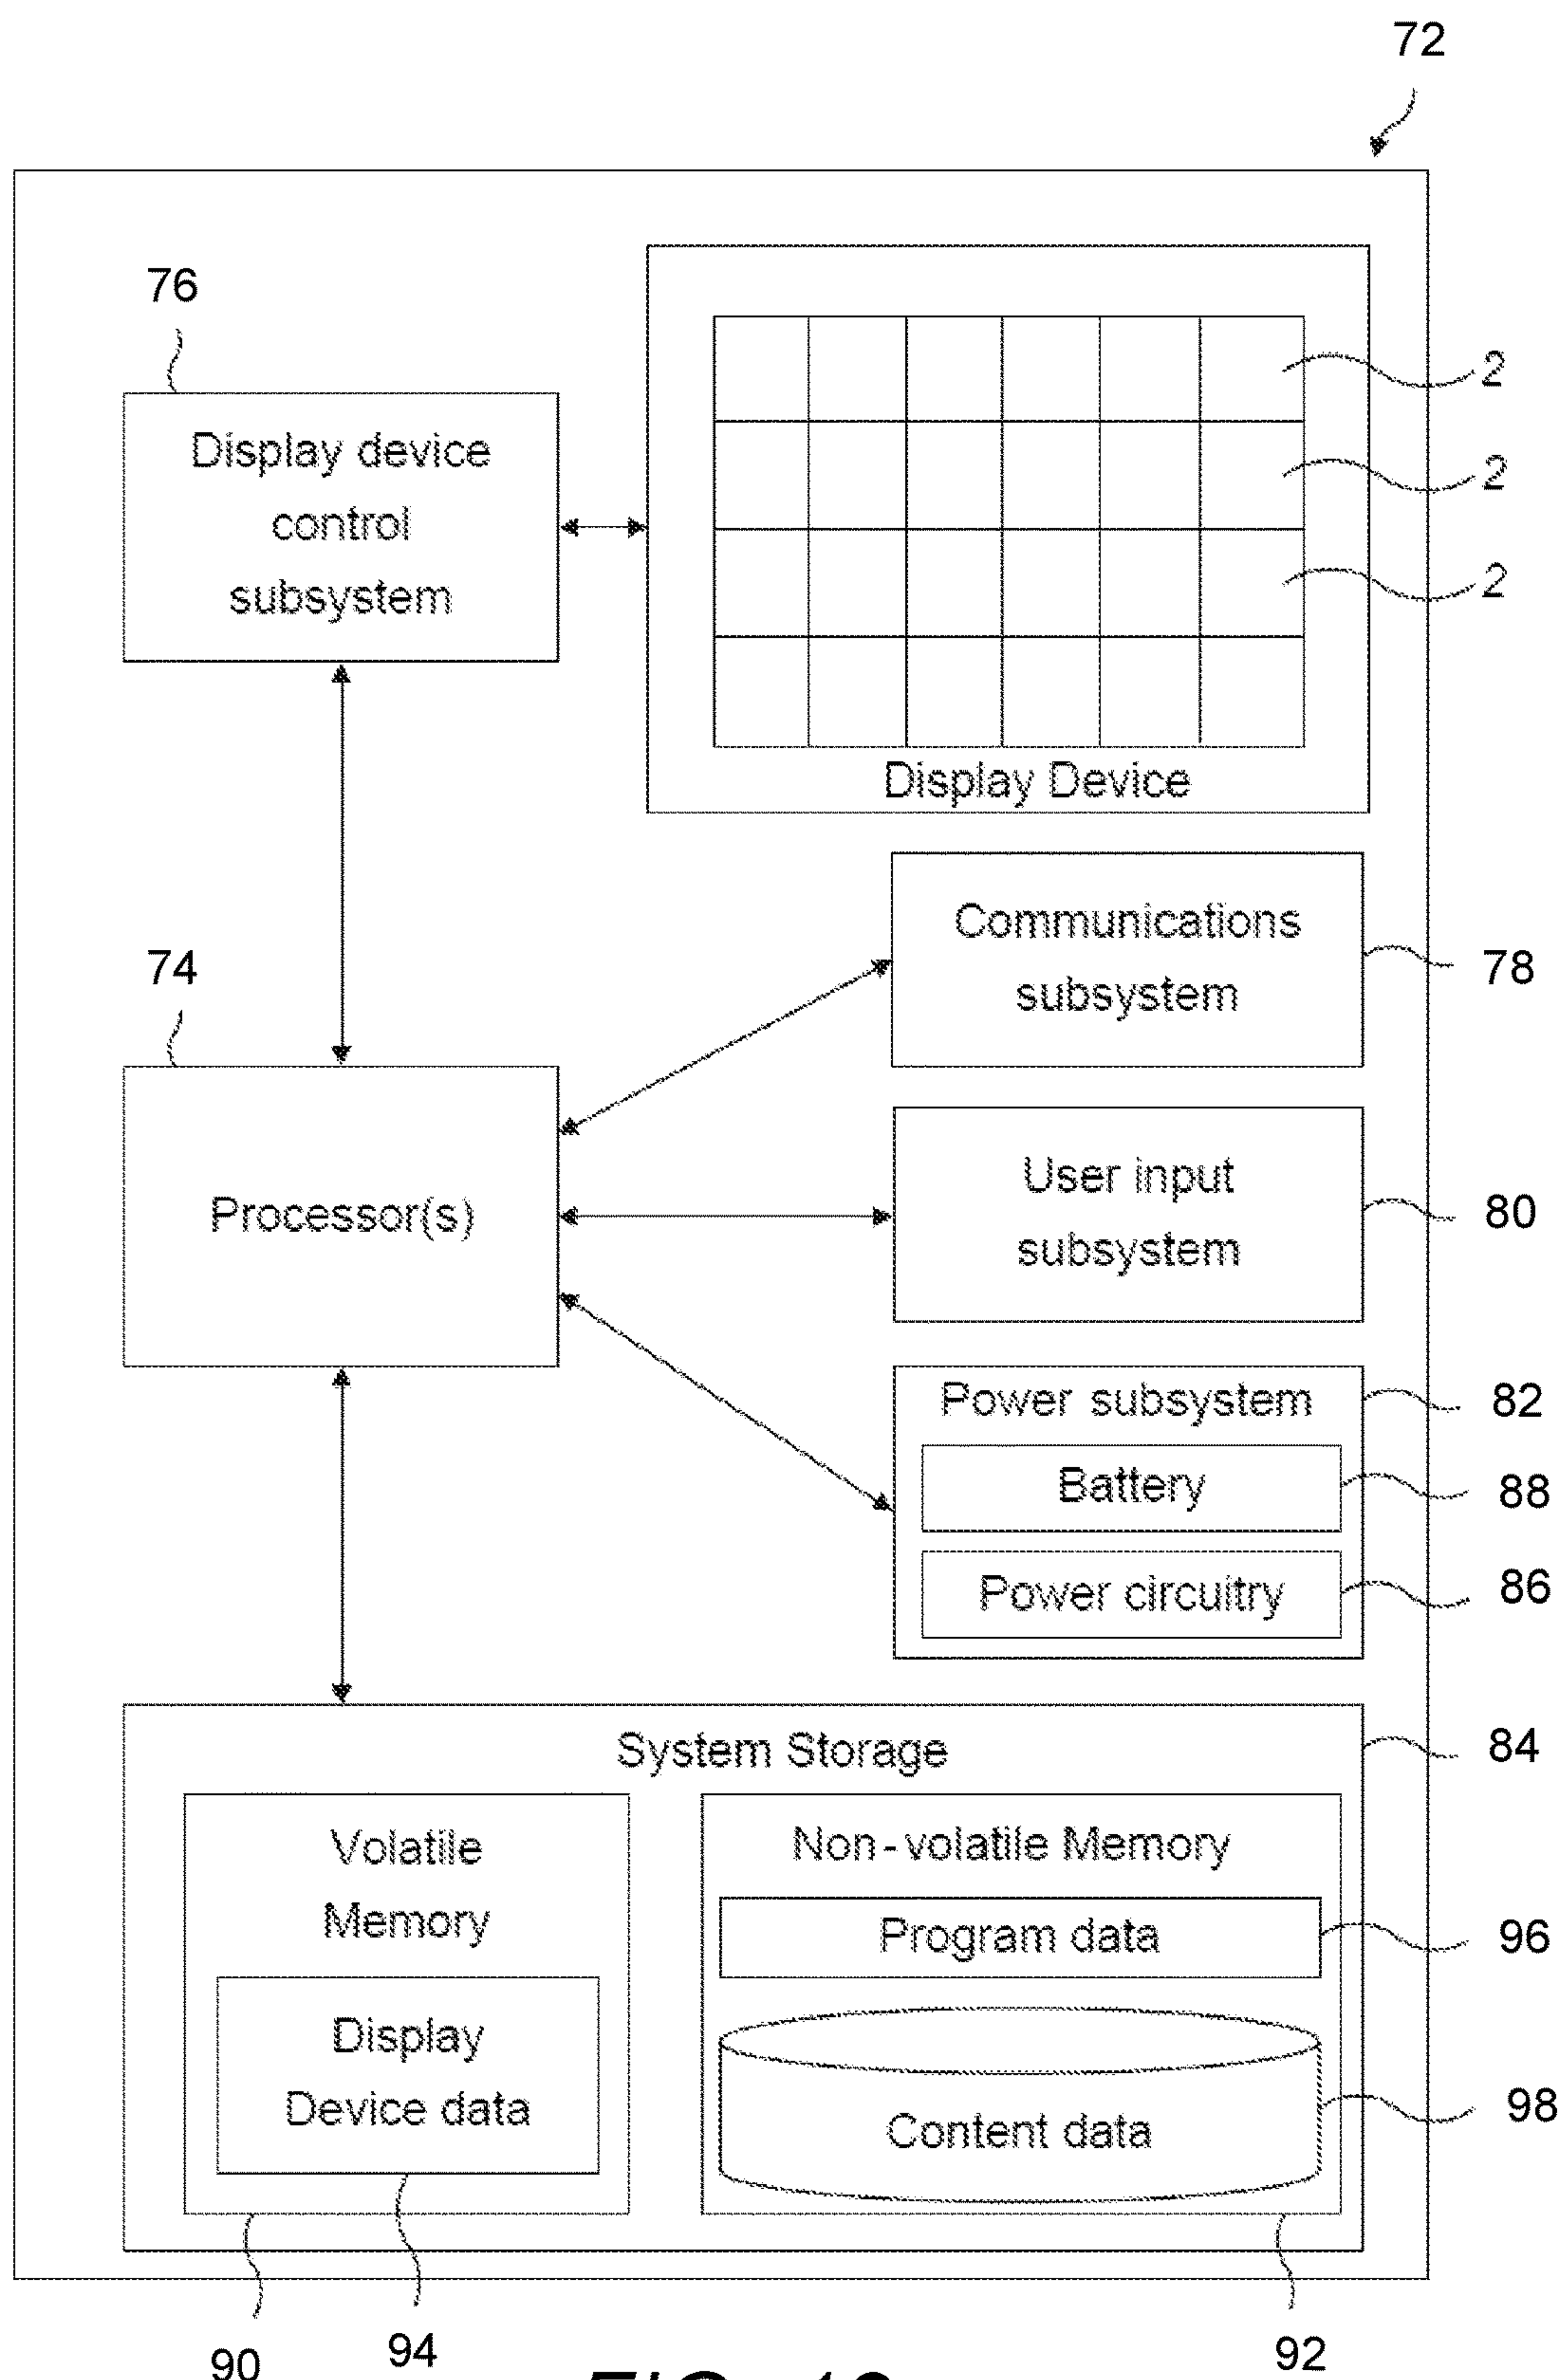 72
76
Display device
control
subsystem
2
2
2
Display Device
Communications
subsystem
78
74
Processor(s)
User input
subsystem
80
Power subsystem
82
Battery
88
Power circuitry
86
System Storage
84
Volatile
Memory
Non-volatile Memory
Program data
96
Display
Device data
Content data
98
90
94
92